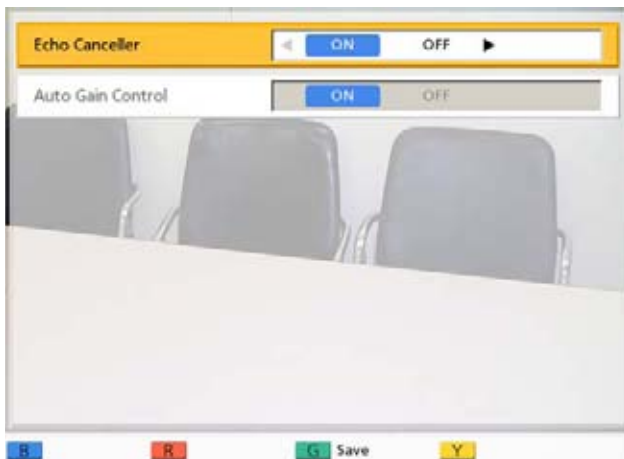 Echo Canceller ON OFF
Auto Gain Control ON OFF
B R G Save Y